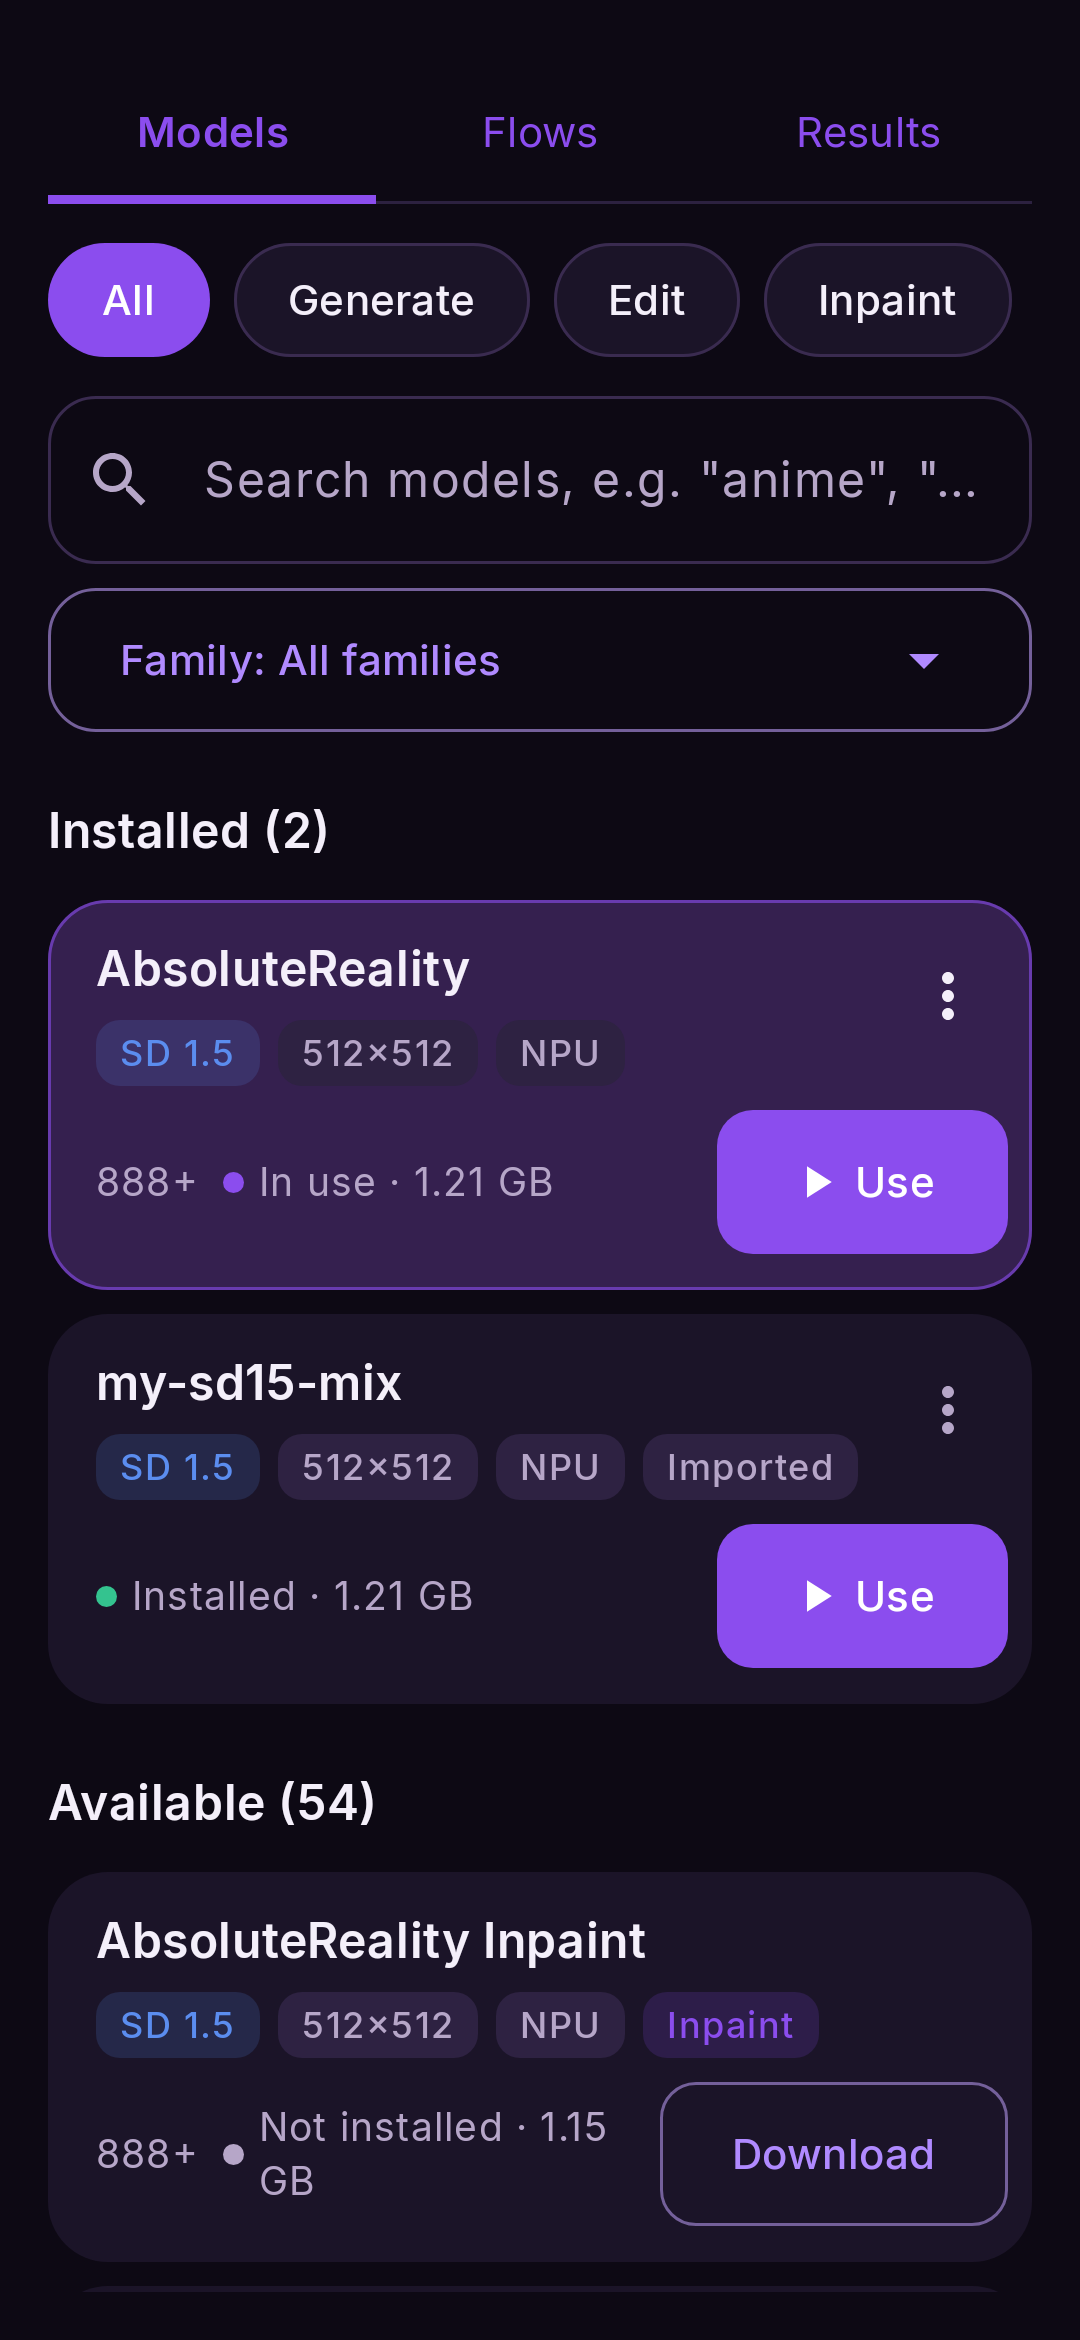 Models Flows Results
All Generate Edit Inpaint
Search models, e.g. "anime", "...
Family: All families
Installed (2)
AbsoluteReality
SD 1.5 512×512 NPU
888+ In use · 1.21 GB Use
my-sd15-mix
SD 1.5 512×512 NPU Imported
Installed · 1.21 GB Use
Available (54)
AbsoluteReality Inpaint
SD 1.5 512×512 NPU Inpaint
888+ Not installed · 1.15
GB
Download